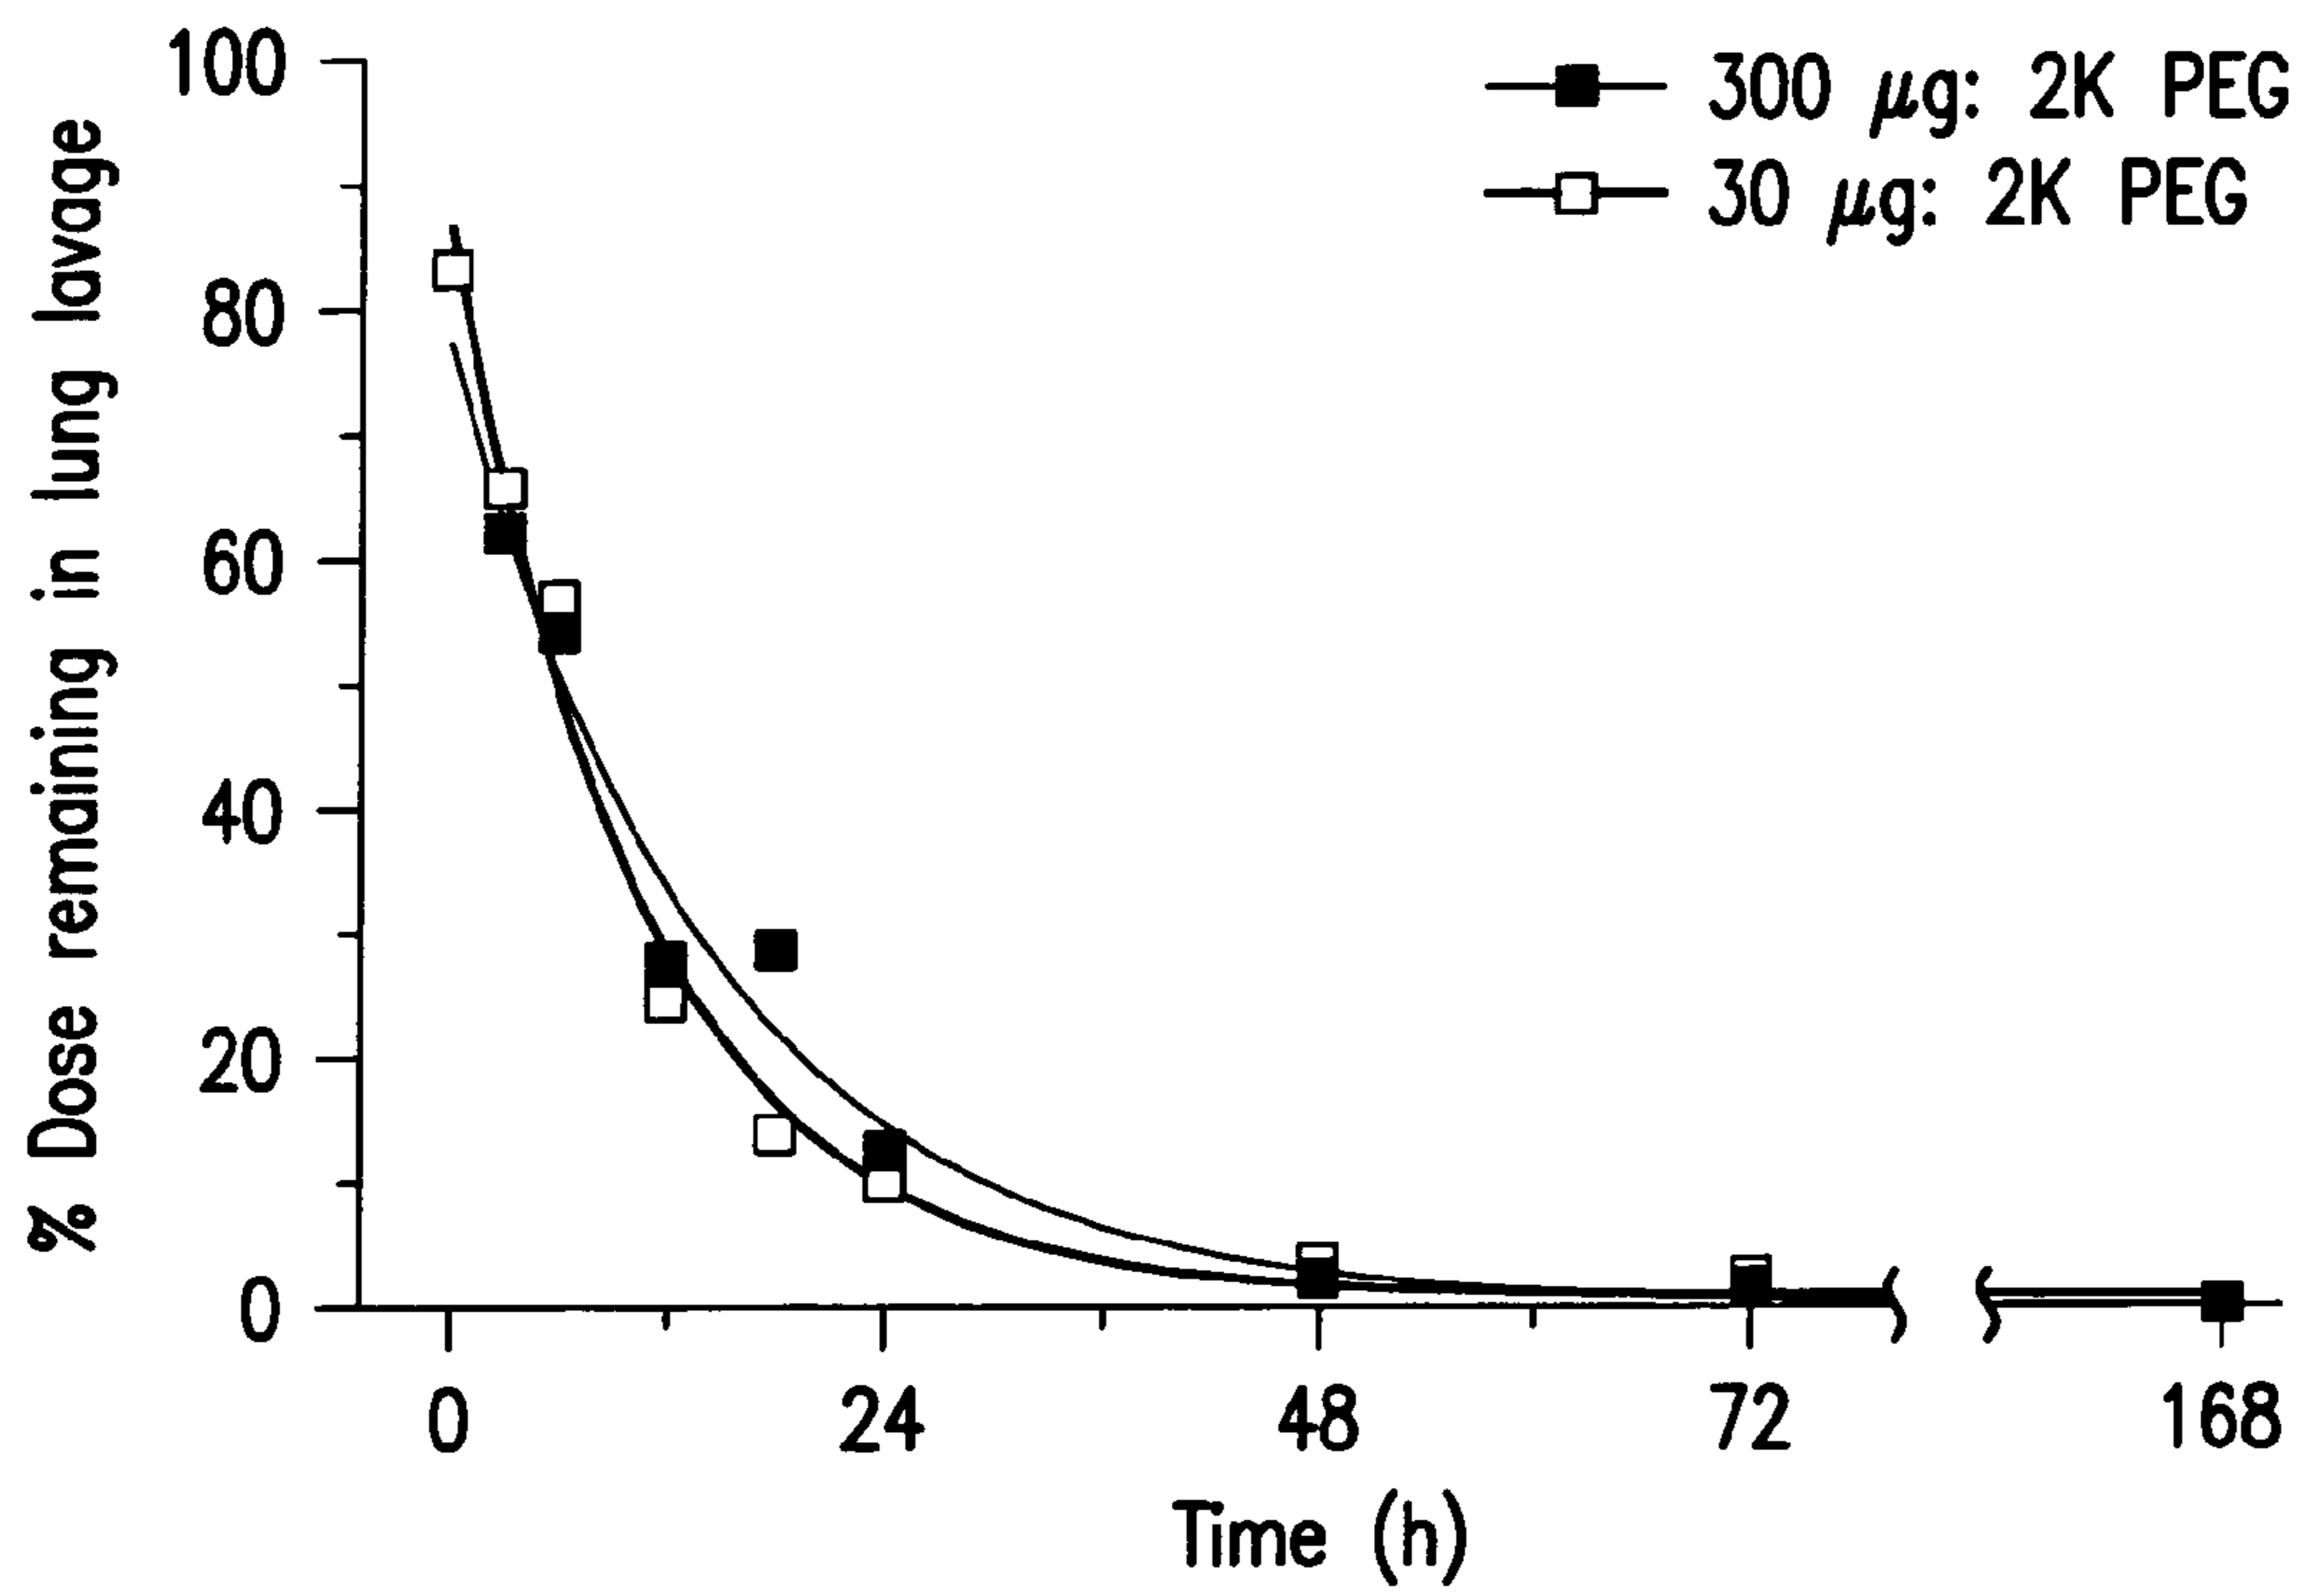 300 μg: 2K PEG
30 μg: 2K PEG
% Dose remaining in lung lavage
100
80
60
40
20
0
0 24 48 72 168
Time (h)